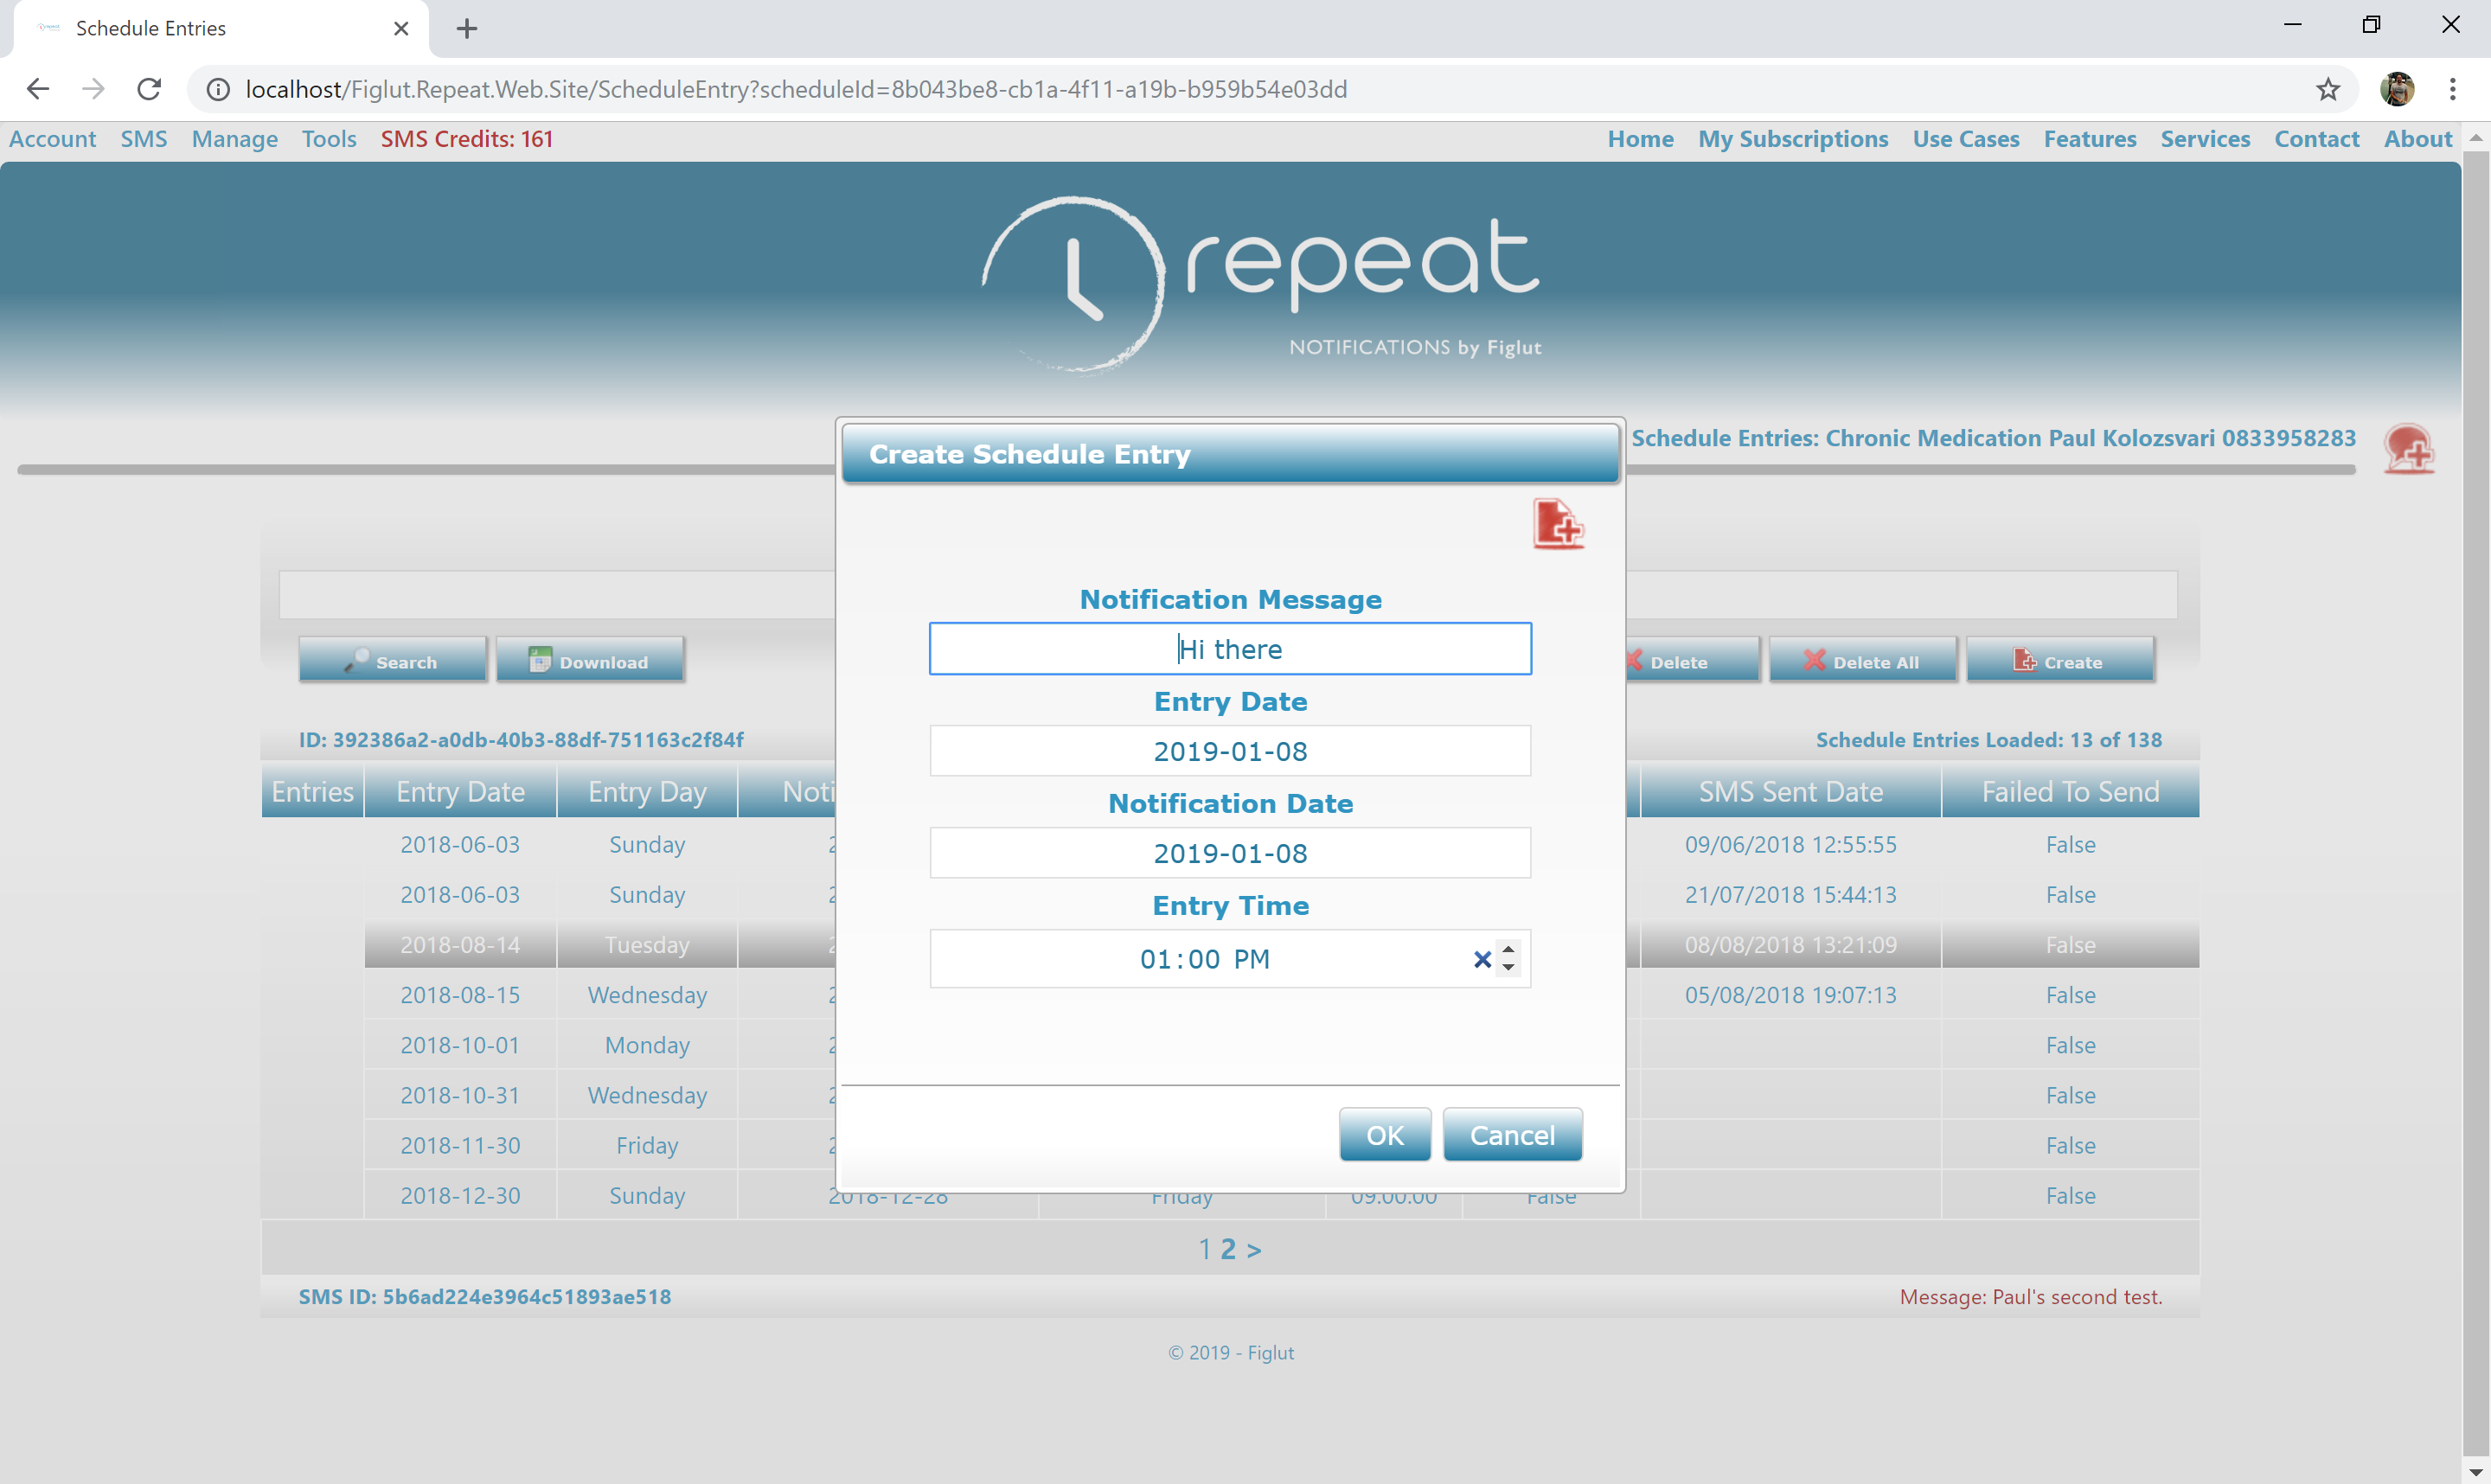 Schedule Entries
localhost/Figlut.Repeat.Web.Site/ScheduleEntry?scheduleId=8b043be8-cb1a-4f11-a19b-b959b54e03dd
Account SMS Manage Tools SMS Credits: 161 Home My Subscriptions Use Cases Features Services Contact About
repeat
NOTIFICATIONS by Figlut
Schedule Entries: Chronic Medication Paul Kolozsvari 0833958283
Create Schedule Entry
Notification Message
Hi there
Entry Date
2019-01-08
Notification Date
2019-01-08
Entry Time
01:00 PM
OK Cancel
Search Download Delete Delete All Create
ID: 392386a2-a0db-40b3-88df-751163c2f84f Schedule Entries Loaded: 13 of 138
Entries Entry Date Entry Day Noti SMS Sent Date Failed To Send
2018-06-03 Sunday 2 09/06/2018 12:55:55 False
2018-06-03 Sunday 2 21/07/2018 15:44:13 False
2018-08-14 Tuesday 2 08/08/2018 13:21:09 False
2018-08-15 Wednesday 2 05/08/2018 19:07:13 False
2018-10-01 Monday 2 False
2018-10-31 Wednesday 2 False
2018-11-30 Friday 2 False
2018-12-30 Sunday 2018-12-28 Friday 09:00:00 False False
1 2 >
SMS ID: 5b6ad224e3964c51893ae518 Message: Paul's second test.
© 2019 - Figlut